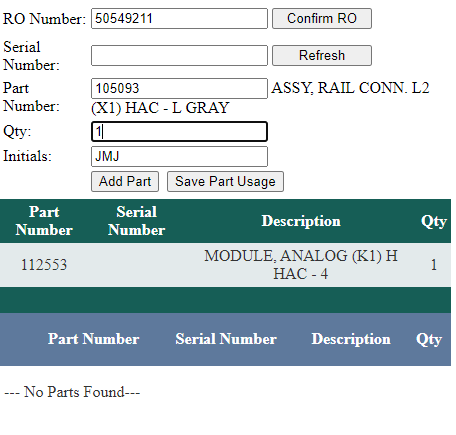 RO Number: 50549211 Confirm RO
Serial
Number: Refresh
Part 105093 ASSY, RAIL CONN. L2
Number: (X1) HAC - L GRAY
Qty: 1
Initials: JMJ
Add Part Save Part Usage
Part Serial
Number Number Description Qty
112553 MODULE, ANALOG (K1) H 1
HAC - 4
Part Number Serial Number Description Qty
--- No Parts Found---